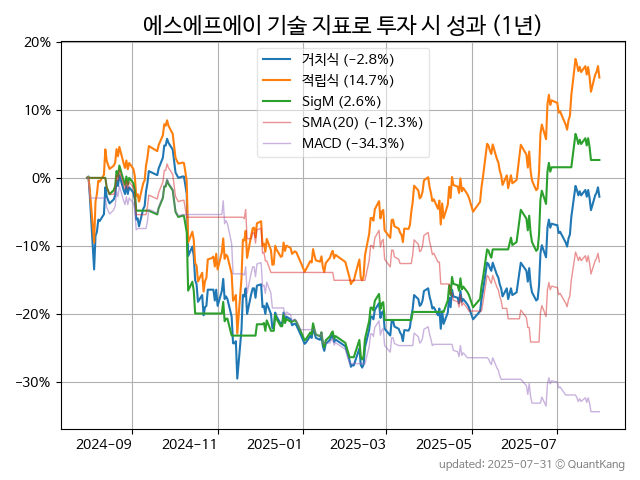 에스에프에이 기술 지표로 투자 시 성과 (1년)
거치식 (−2.8%)
적립식 (14.7%)
SigM (2.6%)
SMA(20) (−12.3%)
MACD (−34.3%)
20%
10%
0%
−10%
−20%
−30%
2024-09
2024-11
2025-01
2025-03
2025-05
2025-07
updated: 2025-07-31 © QuantKang